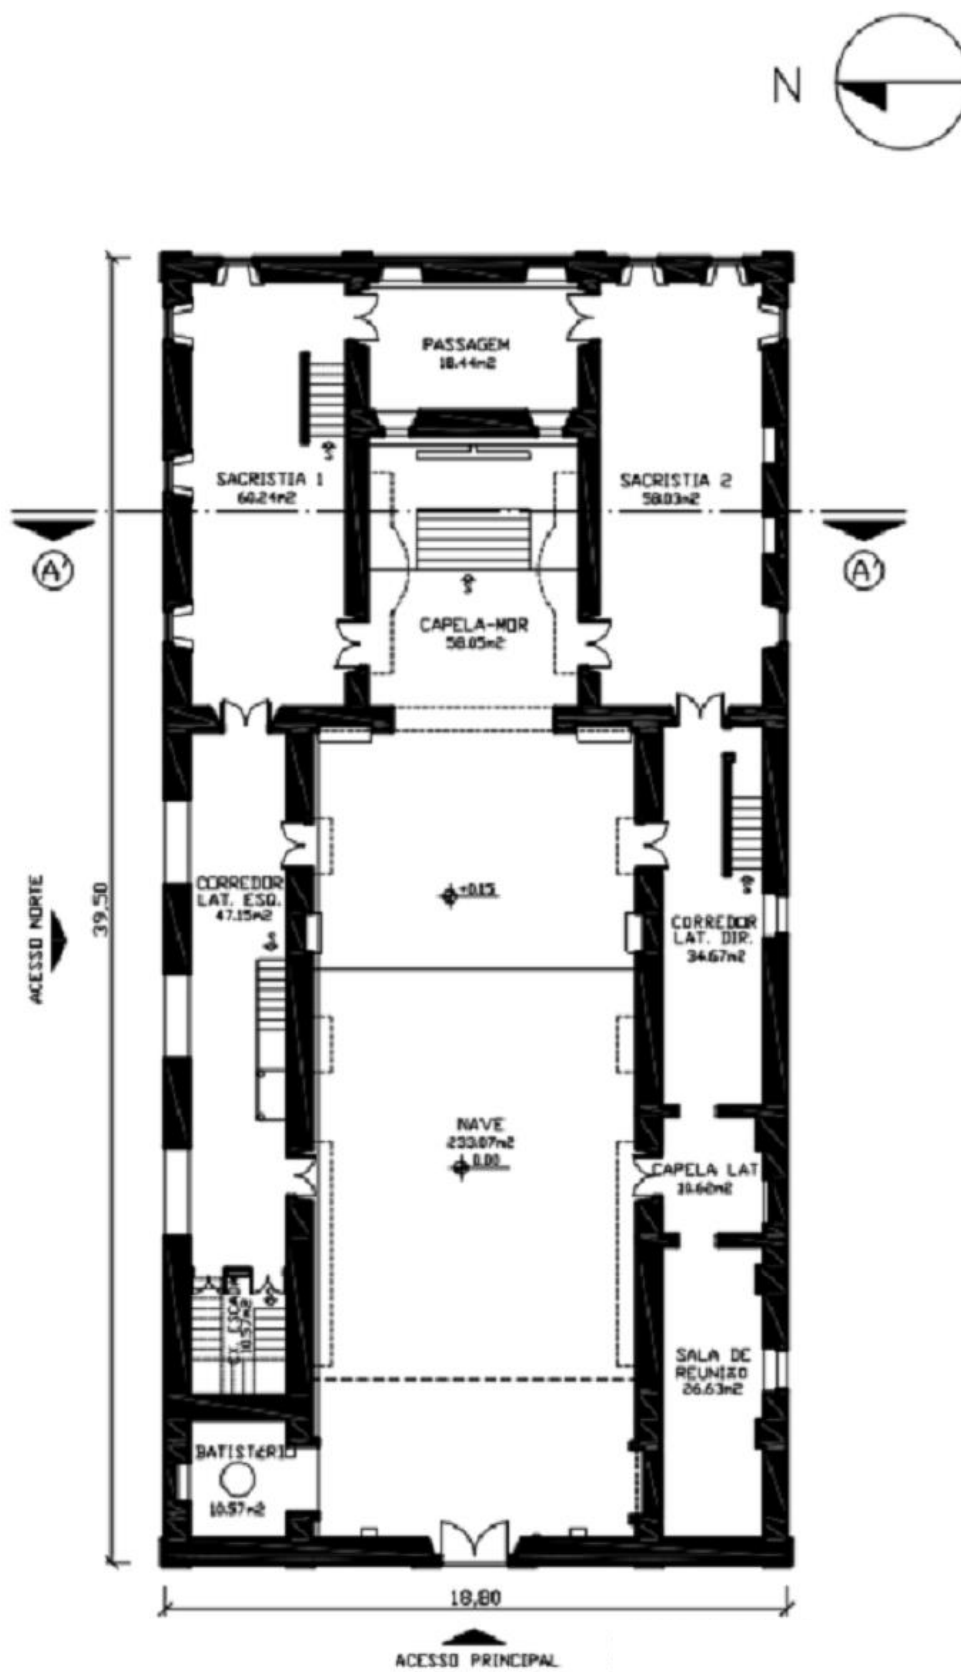 N
PASSAGEM
18.44m2
SACRISTIA 1
60.24m2
SACRISTIA 2
58.03m2
A'
A'
CAPELA-MOR
58.05m2
ACESSO NORTE
39,50
CORREDOR
LAT. ESQ.
47.15m2
+0.15
CORREDOR
LAT. DIR.
34.67m2
NAVE
233.07m2
0.00
CAPELA LAT
10.57m2
SALA DE
REUNIÃO
26.63m2
BATISTÉRIO
10.57m2
18,80
ACESSO PRINCIPAL